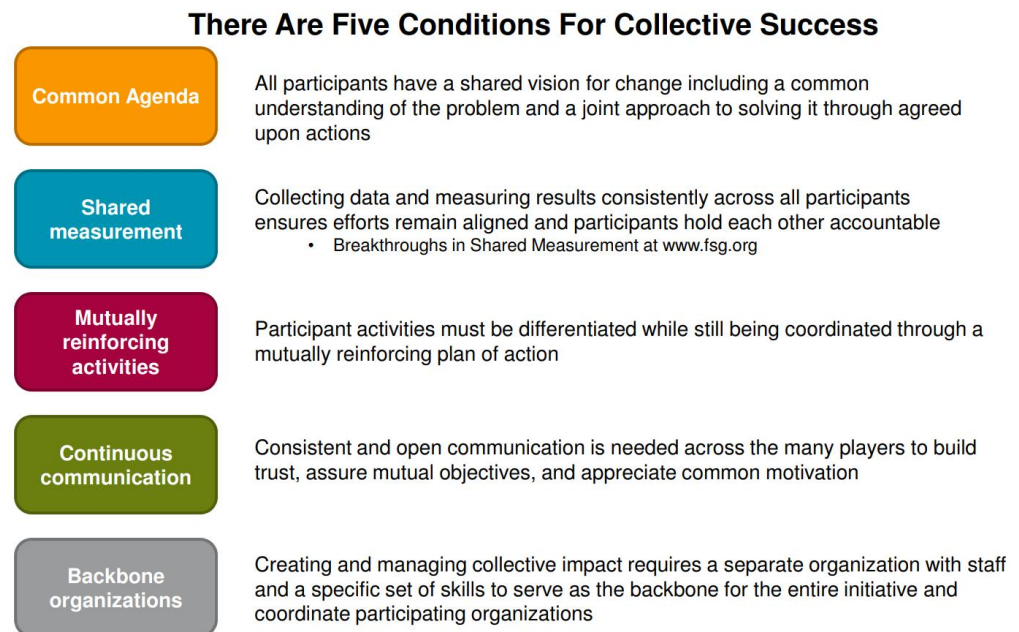 There Are Five Conditions For Collective Success
Common Agenda
All participants have a shared vision for change including a common
understanding of the problem and a joint approach to solving it through agreed
upon actions
Shared
measurement
Collecting data and measuring results consistently across all participants
ensures efforts remain aligned and participants hold each other accountable
• Breakthroughs in Shared Measurement at www.fsg.org
Mutually
reinforcing
activities
Participant activities must be differentiated while still being coordinated through a
mutually reinforcing plan of action
Continuous
communication
Consistent and open communication is needed across the many players to build
trust, assure mutual objectives, and appreciate common motivation
Backbone
organizations
Creating and managing collective impact requires a separate organization with staff
and a specific set of skills to serve as the backbone for the entire initiative and
coordinate participating organizations